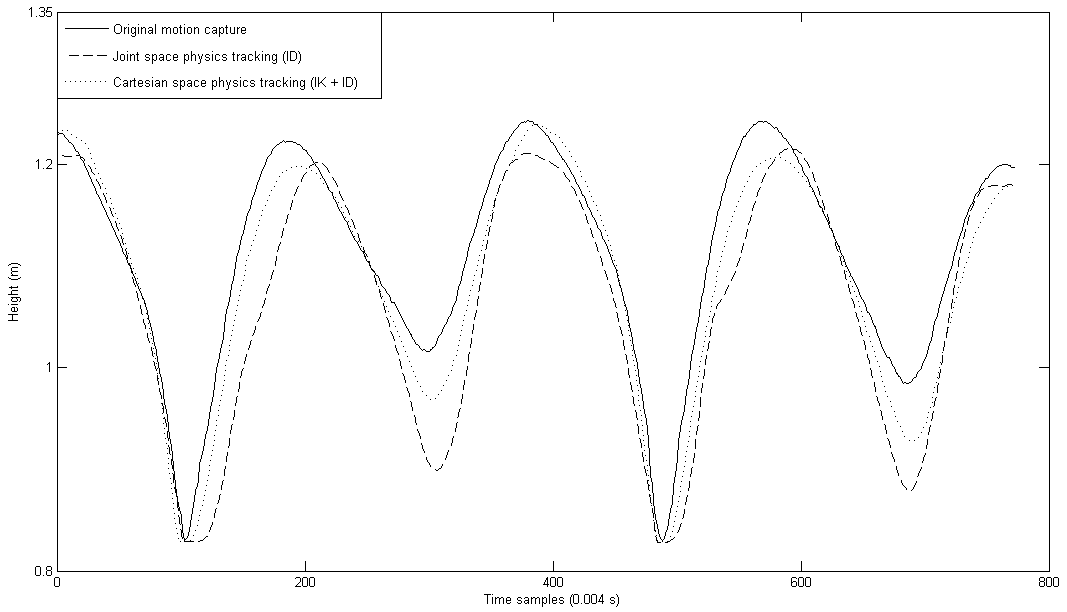 1.35
Original motion capture
Joint space physics tracking (ID)
Cartesian space physics tracking (IK + ID)
1.2
Height (m)
1
0.8
0 200 400 600 800
Time samples (0.004 s)